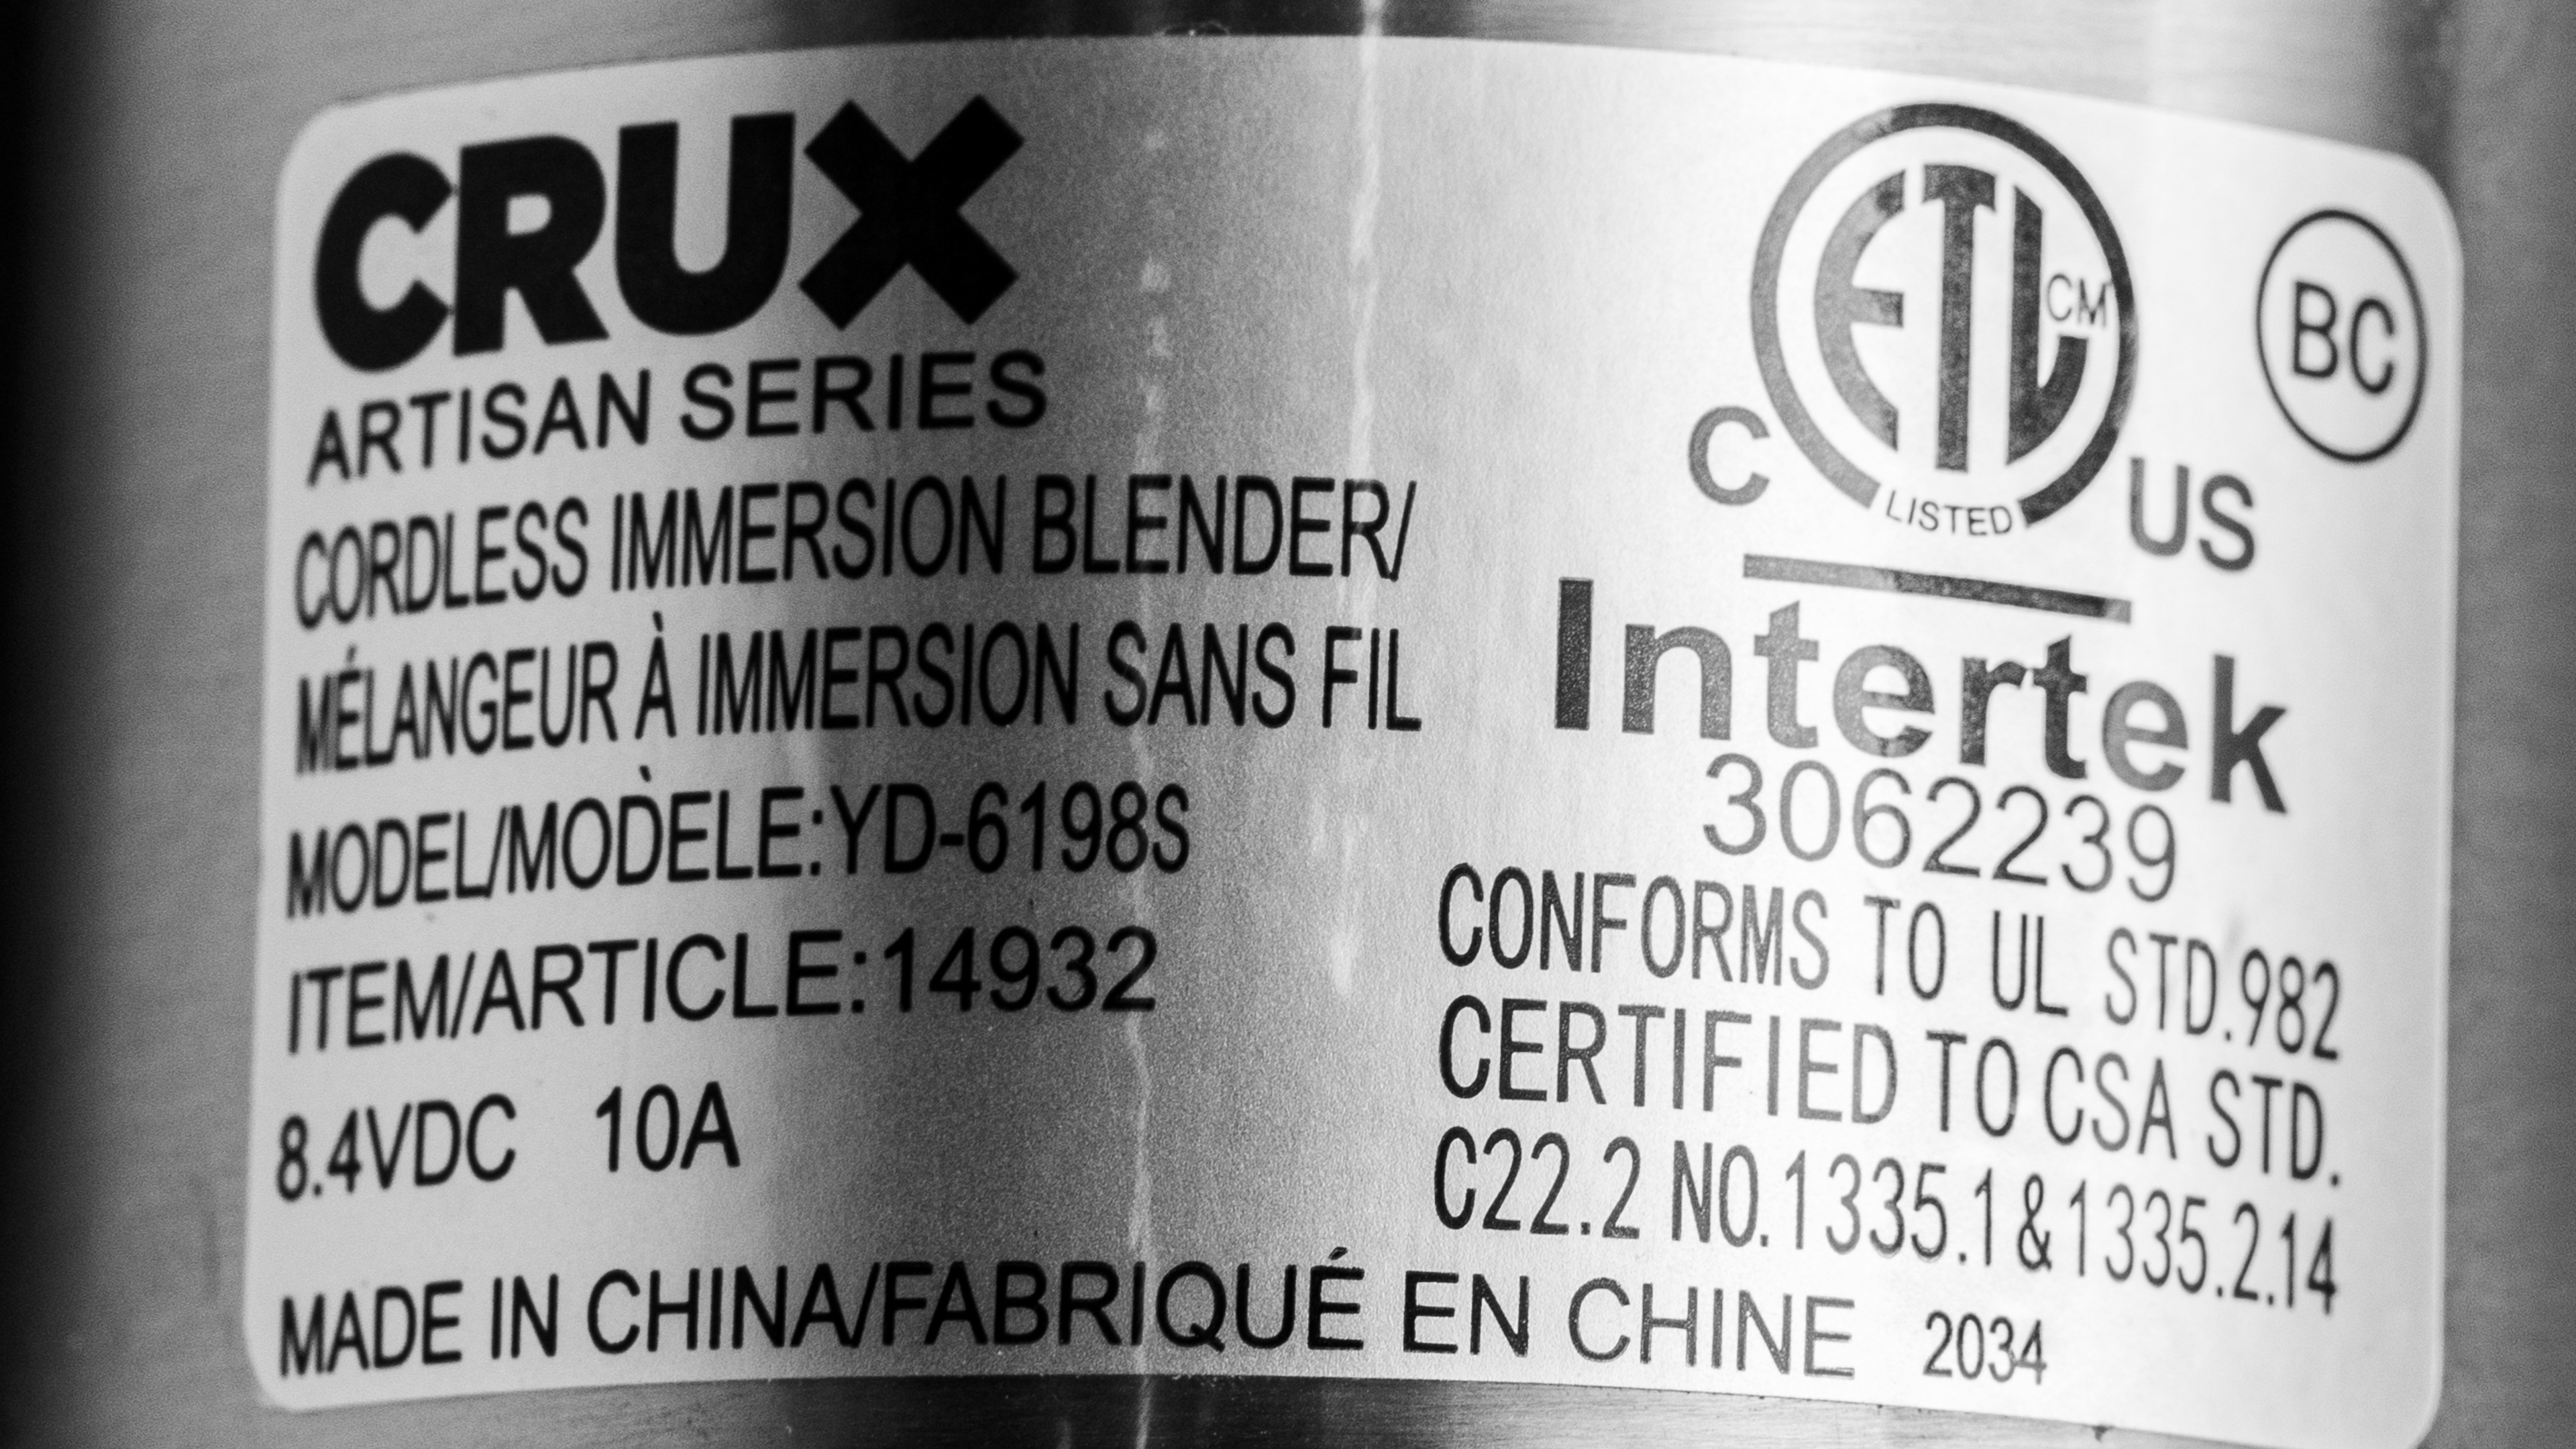 CRUX
ARTISAN SERIES
CORDLESS IMMERSION BLENDER/
MÉLANGEUR À IMMERSION SANS FIL
MODEL/MODÈLE:YD-6198S
ITEM/ARTICLE:14932
8.4VDC 10A
MADE IN CHINA/FABRIQUÉ EN CHINE 2034
ETL CM
LISTED
C US
BC
Intertek
3062239
CONFORMS TO UL STD.982
CERTIFIED TO CSA STD.
C22.2 NO.1335.1&1335.2.14